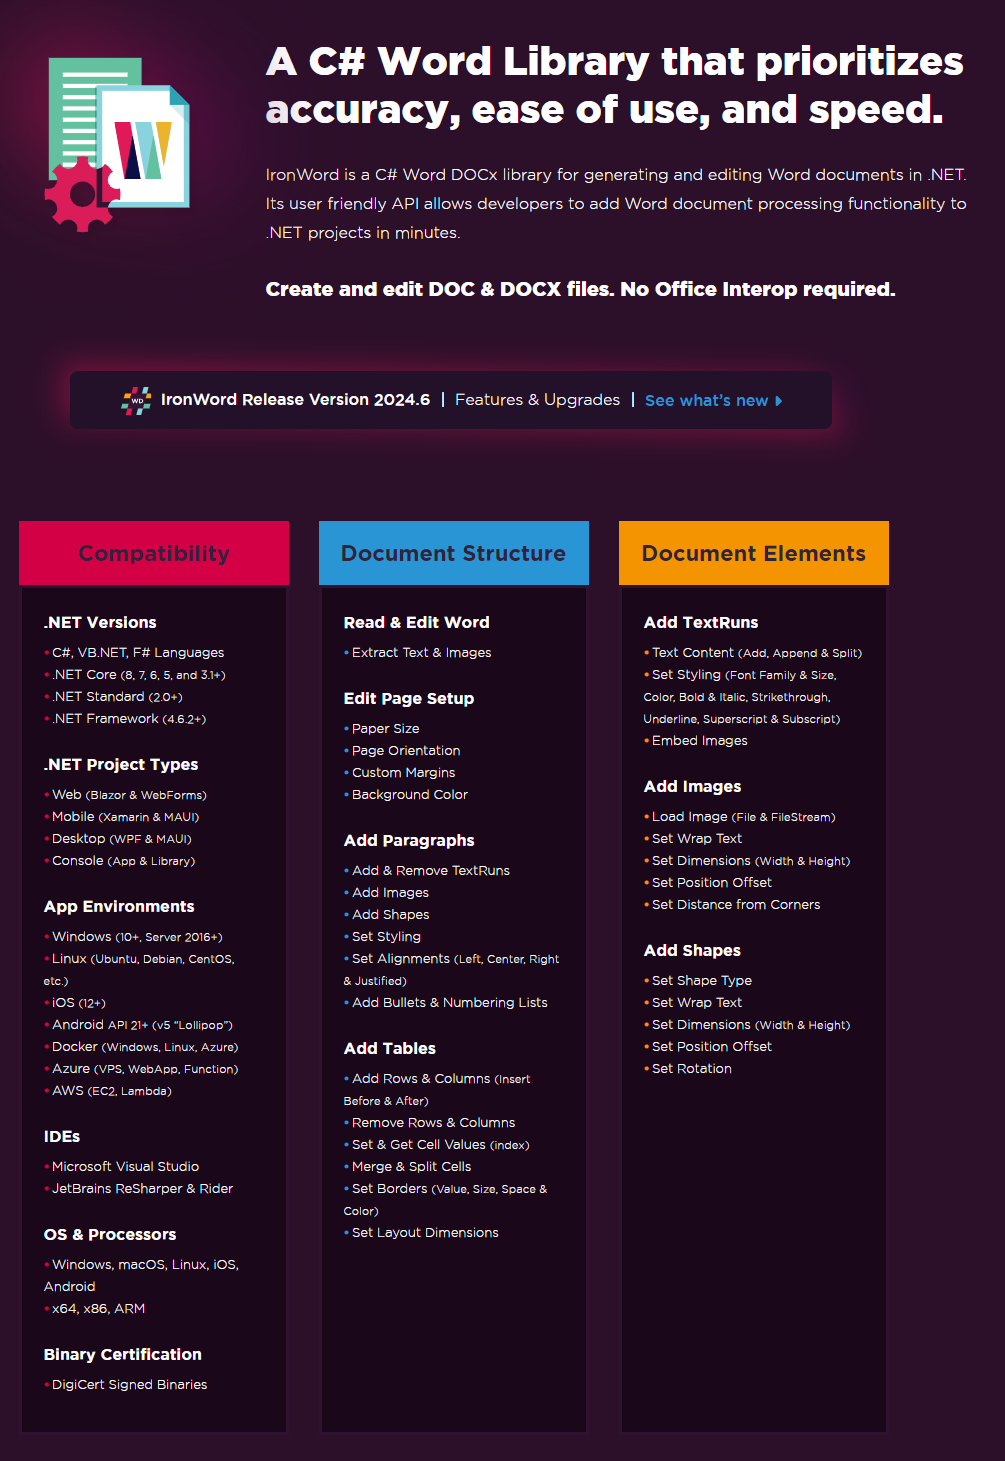 A C# Word Library that prioritizes
accuracy, ease of use, and speed.
IronWord is a C# Word DOCx library for generating and editing Word documents in .NET.
Its user friendly API allows developers to add Word document processing functionality to
.NET projects in minutes.
Create and edit DOC & DOCX files. No Office Interop required.
WD
IronWord Release Version 2024.6 | Features & Upgrades | See what's new
Compatibility
.NET Versions
• C#, VB.NET, F# Languages
• .NET Core (8, 7, 6, 5, and 3.1+)
• .NET Standard (2.0+)
• .NET Framework (4.6.2+)
.NET Project Types
• Web (Blazor & WebForms)
• Mobile (Xamarin & MAUI)
• Desktop (WPF & MAUI)
• Console (App & Library)
App Environments
• Windows (10+, Server 2016+)
• Linux (Ubuntu, Debian, CentOS,
etc.)
• iOS (12+)
• Android API 21+ (v5 "Lollipop")
• Docker (Windows, Linux, Azure)
• Azure (VPS, WebApp, Function)
• AWS (EC2, Lambda)
IDEs
• Microsoft Visual Studio
• JetBrains ReSharper & Rider
OS & Processors
• Windows, macOS, Linux, iOS,
Android
• x64, x86, ARM
Binary Certification
• DigiCert Signed Binaries
Document Structure
Read & Edit Word
• Extract Text & Images
Edit Page Setup
• Paper Size
• Page Orientation
• Custom Margins
• Background Color
Add Paragraphs
• Add & Remove TextRuns
• Add Images
• Add Shapes
• Set Styling
• Set Alignments (Left, Center, Right
& Justified)
• Add Bullets & Numbering Lists
Add Tables
• Add Rows & Columns (Insert
Before & After)
• Remove Rows & Columns
• Set & Get Cell Values (index)
• Merge & Split Cells
• Set Borders (Value, Size, Space &
Color)
• Set Layout Dimensions
Document Elements
Add TextRuns
• Text Content (Add, Append & Split)
• Set Styling (Font Family & Size,
Color, Bold & Italic, Strikethrough,
Underline, Superscript & Subscript)
• Embed Images
Add Images
• Load Image (File & FileStream)
• Set Wrap Text
• Set Dimensions (Width & Height)
• Set Position Offset
• Set Distance from Corners
Add Shapes
• Set Shape Type
• Set Wrap Text
• Set Dimensions (Width & Height)
• Set Position Offset
• Set Rotation